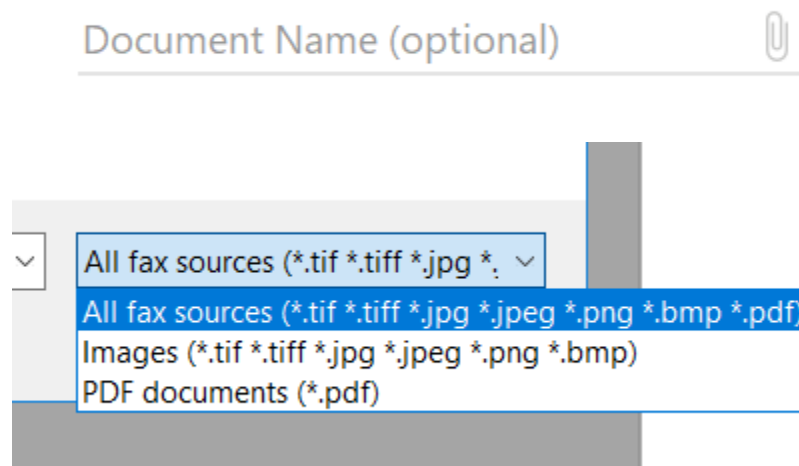 Document Name (optional)
All fax sources (*.tif *.tiff *.jpg *.
All fax sources (*.tif *.tiff *.jpg *.jpeg *.png *.bmp *.pdf)
Images (*.tif *.tiff *.jpg *.jpeg *.png *.bmp)
PDF documents (*.pdf)